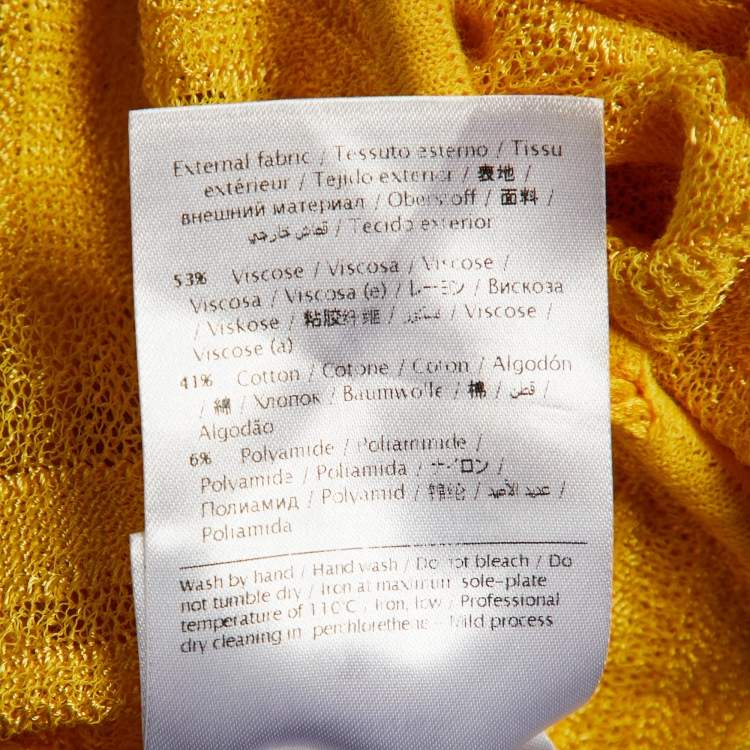 External fabric / Tessuto esterno / Tissu
extérieur / Tejido exterior / 表地 /
внешний материал / Oberstoff / 面料 /
قماش خارجي / Tecido exterior
53% Viscose / Viscosa / Viscose /
Viscosa / Viscosa (e) / レーヨン / Вискоза
/ Viskose / 粘胶纤维 / فسكوز / Viscose /
Viscose (a)
41% Cotton / Cotone / Coton / Algodón
/ 綿 / Хлопок / Baumwolle / 棉 / قطن /
Algodão
6% Polyamide / Poliammide /
Polyamide / Poliamida / ナイロン /
Полиамид / Polyamid / 锦纶 / عديد الأميد /
Poliamida
Wash by hand / Hand wash / Do not bleach / Do
not tumble dry / Iron at maximum sole-plate
temperature of 110°C / Iron, low / Professional
dry cleaning in perchlorethene - Mild process